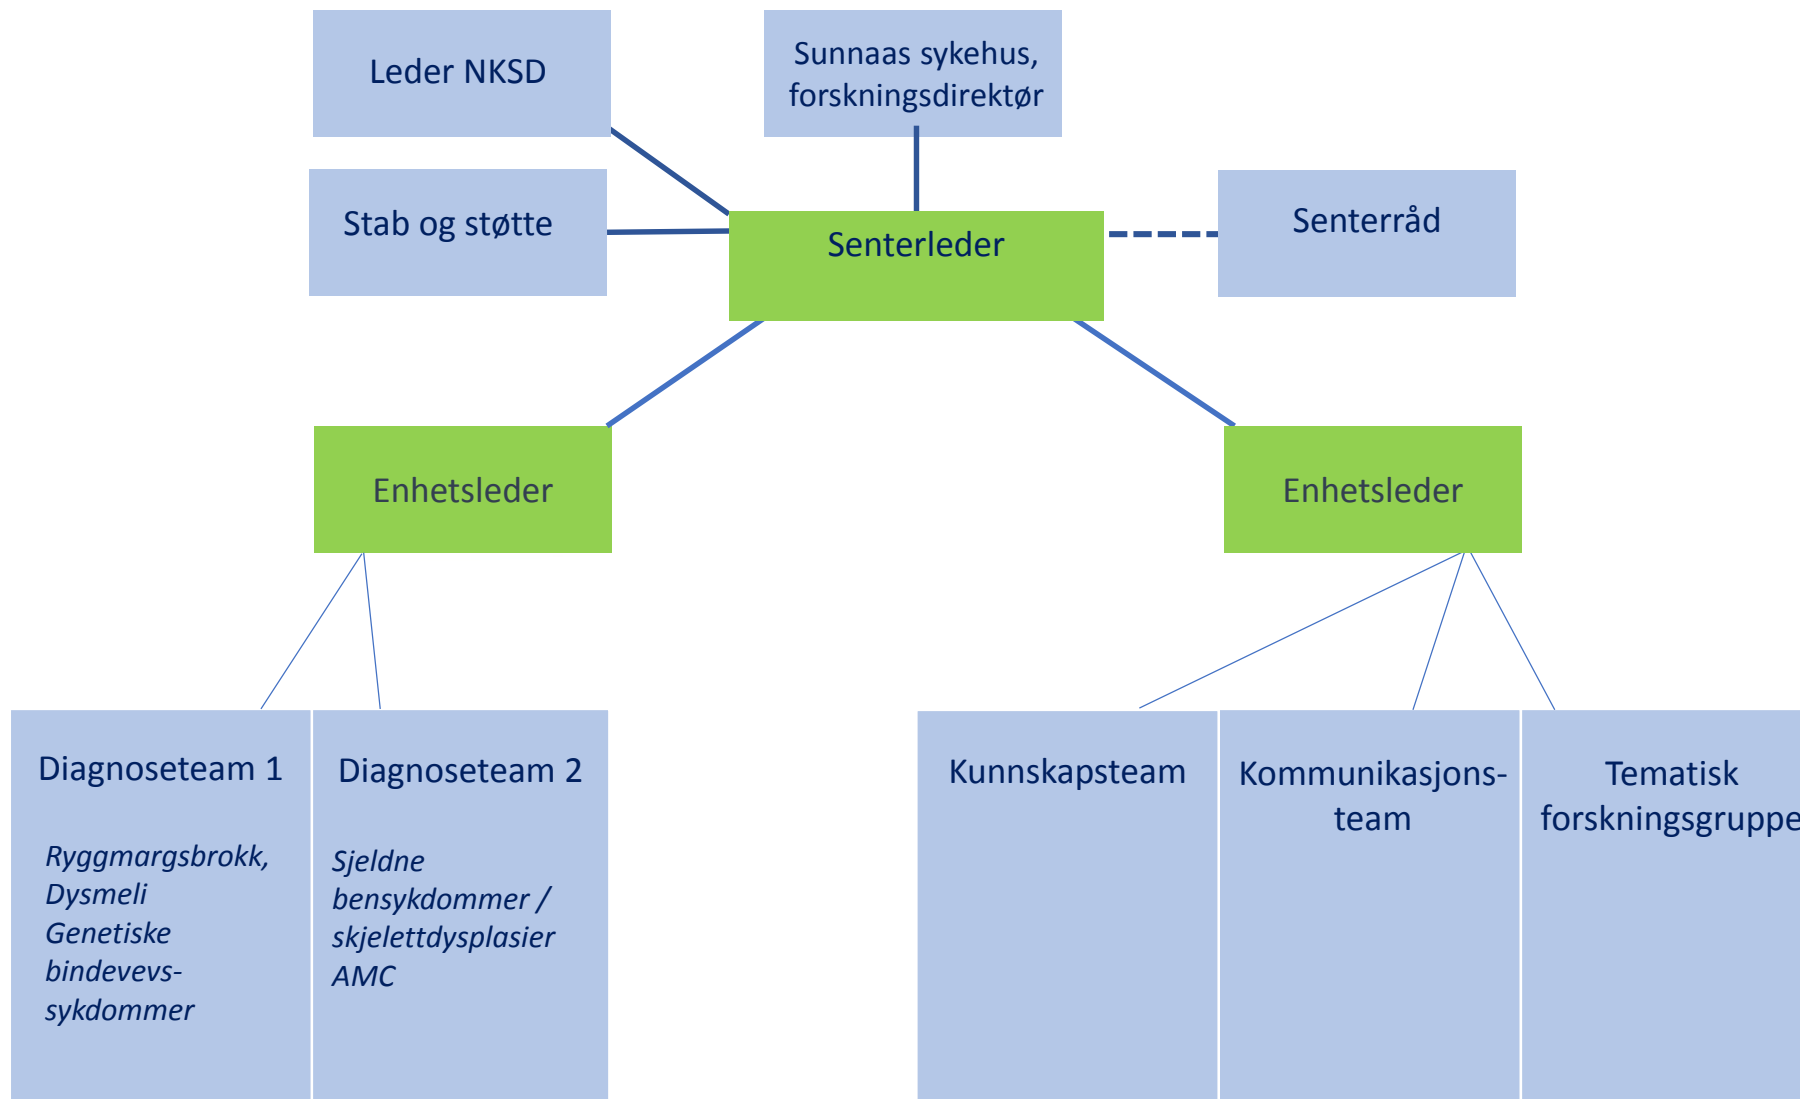 Leder NKSD
Sunnaas sykehus,
forskningsdirektør
Stab og støtte
Senterleder
Senterråd
Enhetsleder
Enhetsleder
Diagnoseteam 1
Ryggmargsbrokk,
Dysmeli
Genetiske
bindevevs-
sykdommer
Diagnoseteam 2
Sjeldne
bensykdommer /
skjelettdysplasier
AMC
Kunnskapsteam
Kommunikasjons-
team
Tematisk
forskningsgruppe